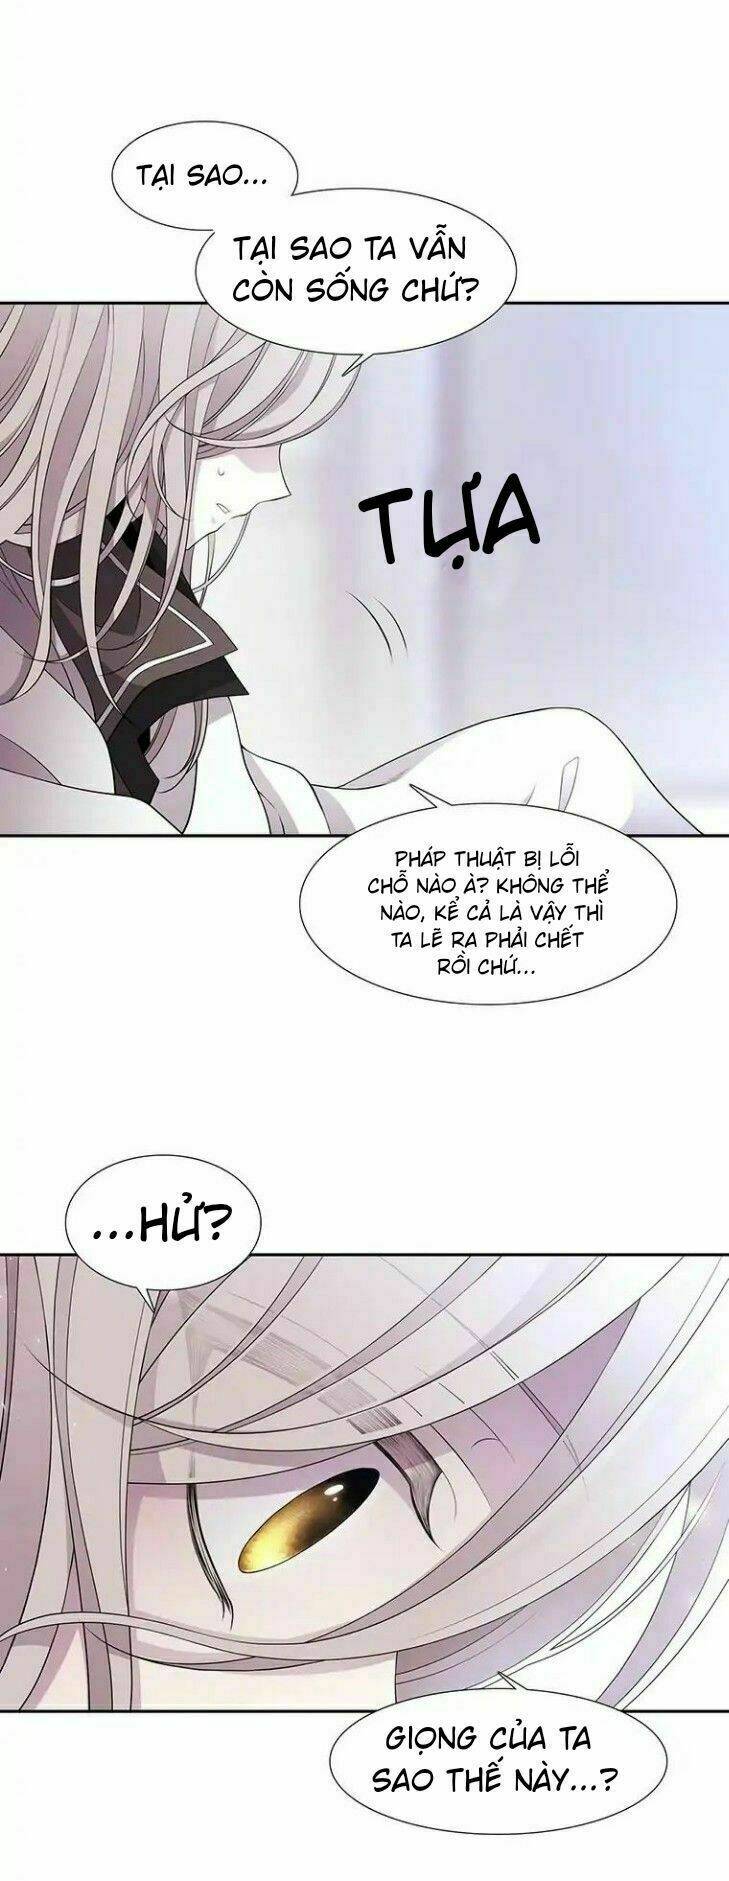 TẠI SAO...
TẠI SAO TA VẪN
CÒN SỐNG CHỨ?
TỰA
PHÁP THUẬT BỊ LỖI
CHỖ NÀO À? KHÔNG THỂ
NÀO, KỂ CẢ LÀ VẬY THÌ
TA LẼ RA PHẢI CHẾT
RỒI CHỨ...
...HỬ?
GIỌNG CỦA TA
SAO THẾ NÀY...?